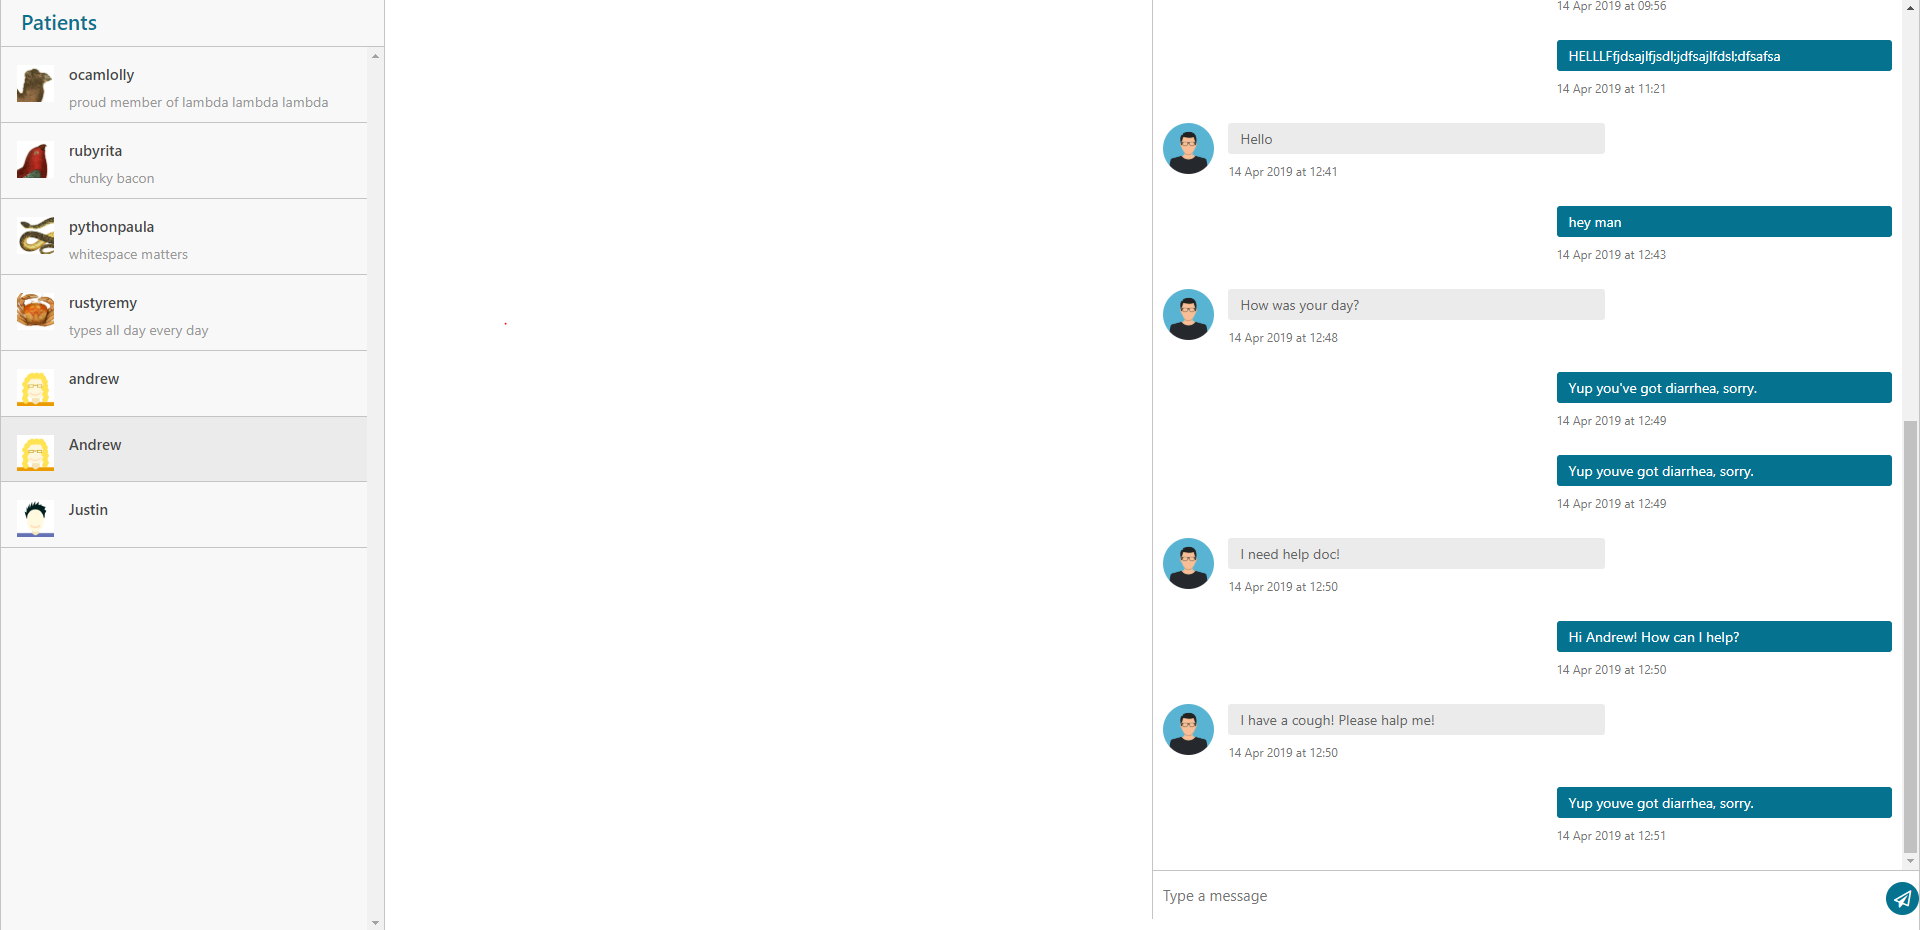 Patients
ocamlolly
proud member of lambda lambda lambda
rubyrita
chunky bacon
pythonpaula
whitespace matters
rustyremy
types all day every day
andrew
Andrew
Justin
.
14 Apr 2019 at 09:56
HELLLFfjdsajlfjsdl;jdfsajlfdsl;dfsafsa
14 Apr 2019 at 11:21
Hello
14 Apr 2019 at 12:41
hey man
14 Apr 2019 at 12:43
How was your day?
14 Apr 2019 at 12:48
Yup you've got diarrhea, sorry.
14 Apr 2019 at 12:49
Yup youve got diarrhea, sorry.
14 Apr 2019 at 12:49
I need help doc!
14 Apr 2019 at 12:50
Hi Andrew! How can I help?
14 Apr 2019 at 12:50
I have a cough! Please halp me!
14 Apr 2019 at 12:50
Yup youve got diarrhea, sorry.
14 Apr 2019 at 12:51
Type a message